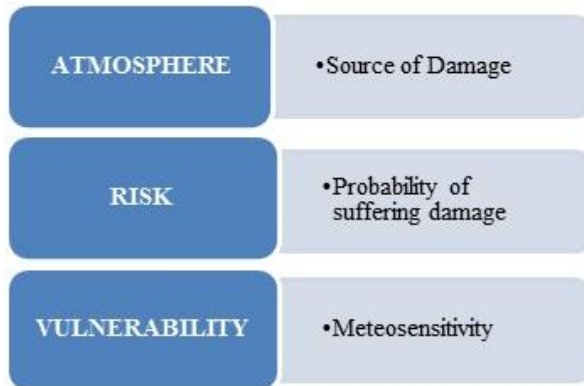 ATMOSPHERE
•Source of Damage
RISK
•Probability of
suffering damage
VULNERABILITY
•Meteosensitivity